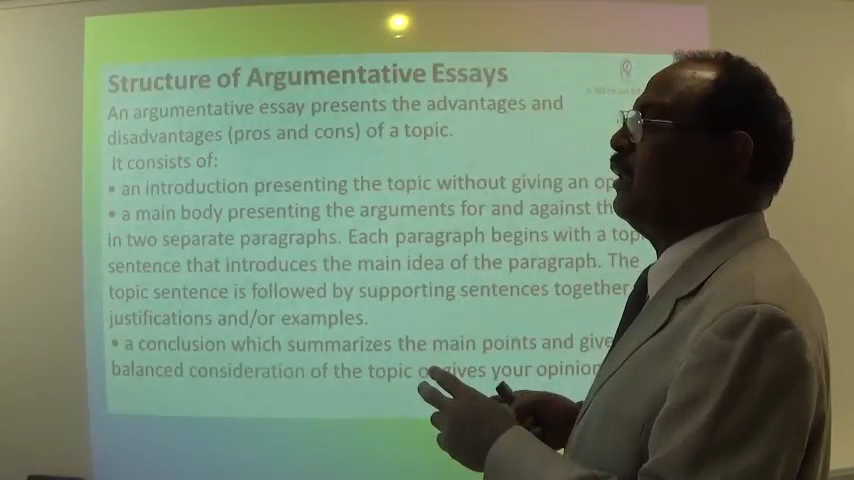 Structure of Argumentative Essays
An argumentative essay presents the advantages and
disadvantages (pros and cons) of a topic.
It consists of:
• an introduction presenting the topic without giving an
• a main body presenting the arguments for and against
in two separate paragraphs. Each paragraph begins with a
sentence that introduces the main idea of the paragraph. The
topic sentence is followed by supporting sentences together
justifications and/or examples.
• a conclusion which summarizes the main points and give
balanced consideration of the topic gives your opinion